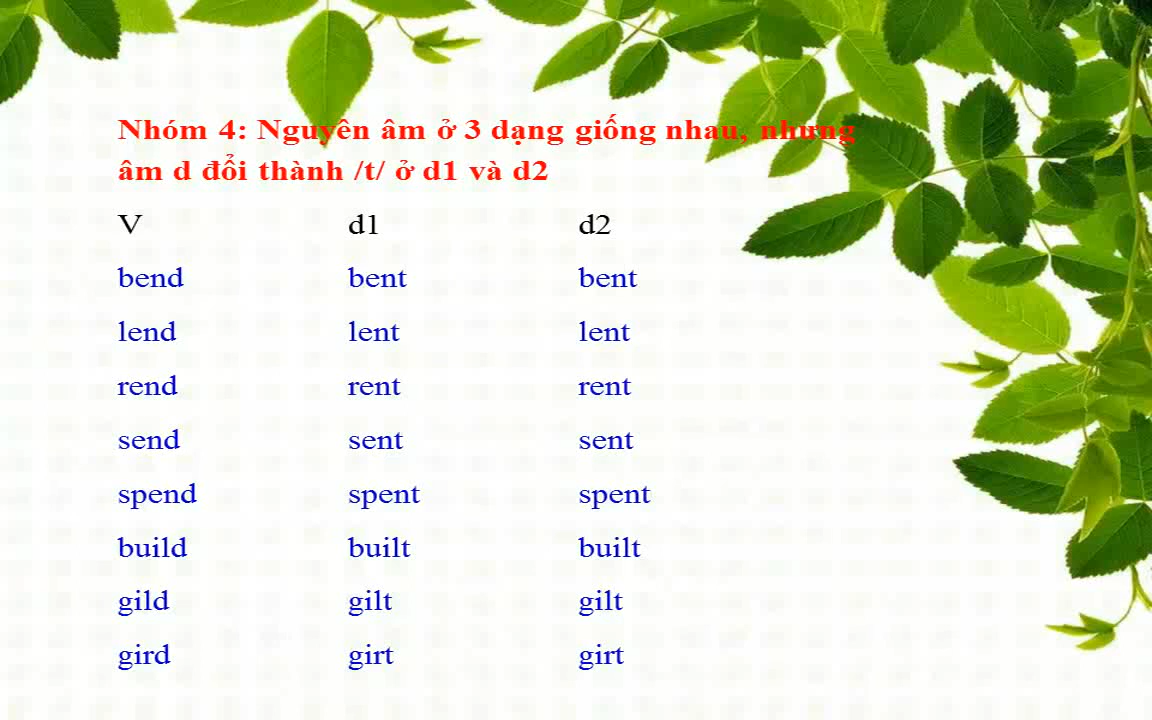 Nhóm 4: Nguyên âm ở 3 dạng giống nhau, nhưng
âm d đổi thành /t/ ở d1 và d2
V d1 d2
bend bent bent
lend lent lent
rend rent rent
send sent sent
spend spent spent
build built built
gild gilt gilt
gird girt girt